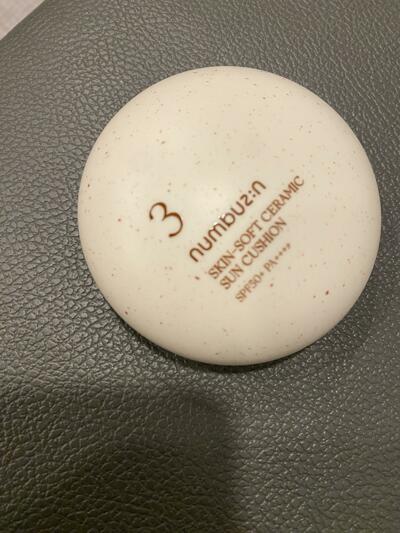 3
numbuz:n
SKIN-SOFT CERAMIC
SUN CUSHION
SPF50+ PA++++